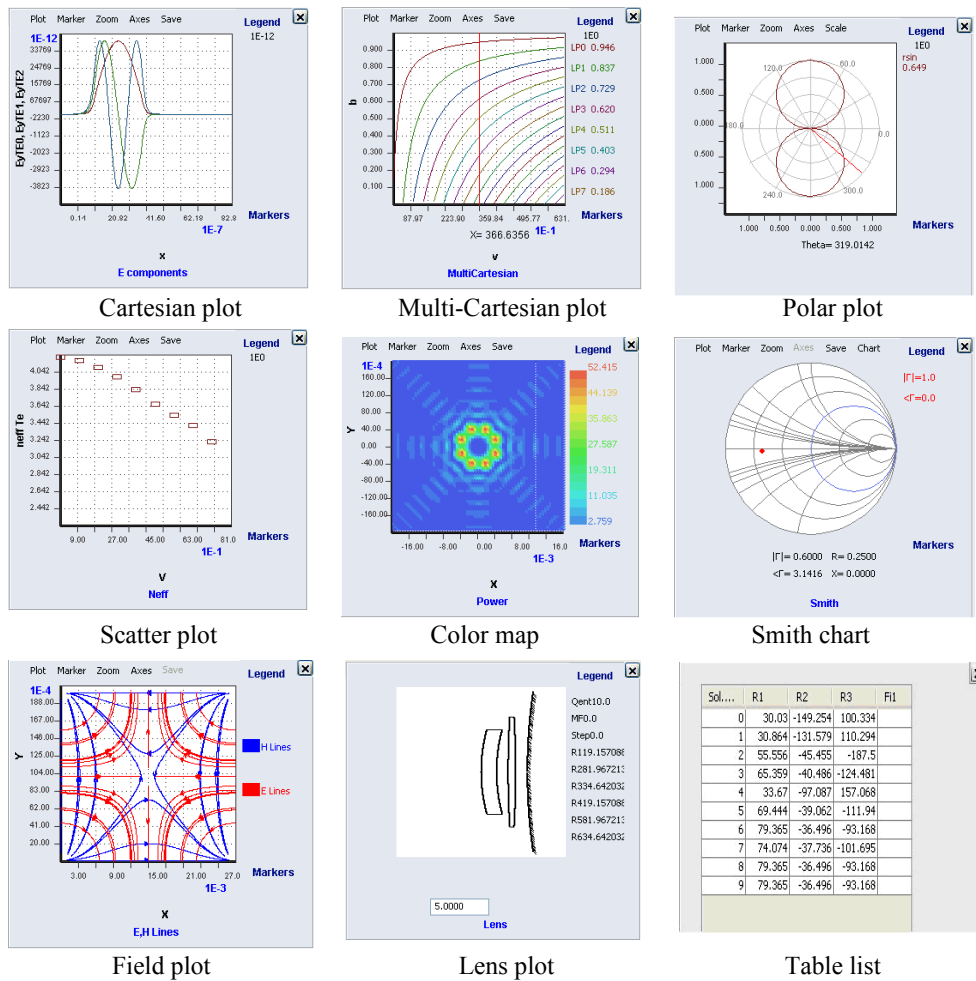 Plot Marker Zoom Axes Save
Legend
1E-12
1E-12
33769
24769
15769
67697
-2230
-1123
-2023
-2923
-3823
EyTE0, EyTE1, EyTE2
0.14 20.82 41.60 62.19 92.8
1E-7
Markers
x
E components
Cartesian plot
Plot Marker Zoom Axes Save
Legend
1E0
0.900
0.800
0.700
0.600
0.500
0.400
0.300
0.200
0.100
b
LP0 0.946
LP1 0.837
LP2 0.729
LP3 0.620
LP4 0.511
LP5 0.403
LP6 0.294
LP7 0.186
87.97 223.90 359.84 495.77 631.
X= 366.6356
1E-1
Markers
v
MultiCartesian
Multi-Cartesian plot
Plot Marker Zoom Axes Scale
Legend
1E0
rsin
0.649
1.000
0.500
0.000
0.500
1.000
120.0
60.0
180.0
0.0
240.0
300.0
1.000 0.500 0.000 0.500 1.000
Theta= 319.0142
Markers
Polar plot
Plot Marker Zoom Axes Save
Legend
1E0
4.042
3.842
3.642
3.442
3.242
3.042
2.842
2.642
2.442
neff Te
9.00 27.00 45.00 63.00 81.0
1E-1
Markers
V
Neff
Scatter plot
Plot Marker Zoom Axes Save
Legend
1E-4
160.00
120.00
80.00
40.00
0.00
-40.00
-80.00
-120.00
-160.00
Y
52.415
44.139
35.863
27.587
19.311
11.035
2.759
-16.00 -8.00 0.00 8.00 16.0
1E-3
Markers
X
Power
Color map
Plot Marker Zoom Axes Save Chart
Legend
|Γ|=1.0
<Γ=0.0
Markers
|Γ|= 0.6000 R= 0.2500
<Γ= 3.1416 X= 0.0000
Smith
Smith chart
Plot Marker Zoom Axes Save
Legend
1E-4
188.00
167.00
146.00
125.00
104.00
83.00
62.00
41.00
20.00
Y
H Lines
E Lines
3.00 9.00 15.00 21.00 27.0
1E-3
Markers
X
E,H Lines
Field plot
Legend
Qent10.0
MF0.0
Step0.0
R119.157086
R281.967213
R334.642032
R419.157086
R581.967213
R634.642032
Markers
5.0000
Lens
Lens plot
Sol.... R1 R2 R3 Fi1
0 30.03 -149.254 100.334
1 30.864 -131.579 110.294
2 55.556 -45.455 -187.5
3 65.359 -40.486 -124.481
4 33.67 -97.087 157.068
5 69.444 -39.062 -111.94
6 79.365 -36.496 -93.168
7 74.074 -37.736 -101.695
8 79.365 -36.496 -93.168
9 79.365 -36.496 -93.168
Table list